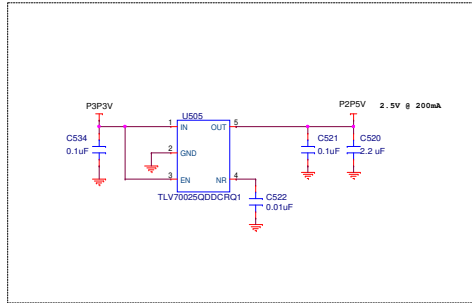 P3P3V
P2P5V
2.5V @ 200mA
U505
1
IN
OUT
5
C534
0.1uF
2
GND
C521
0.1uF
C520
2.2 uF
3
EN
NR
4
TLV70025QDDCRQ1
C522
0.01uF